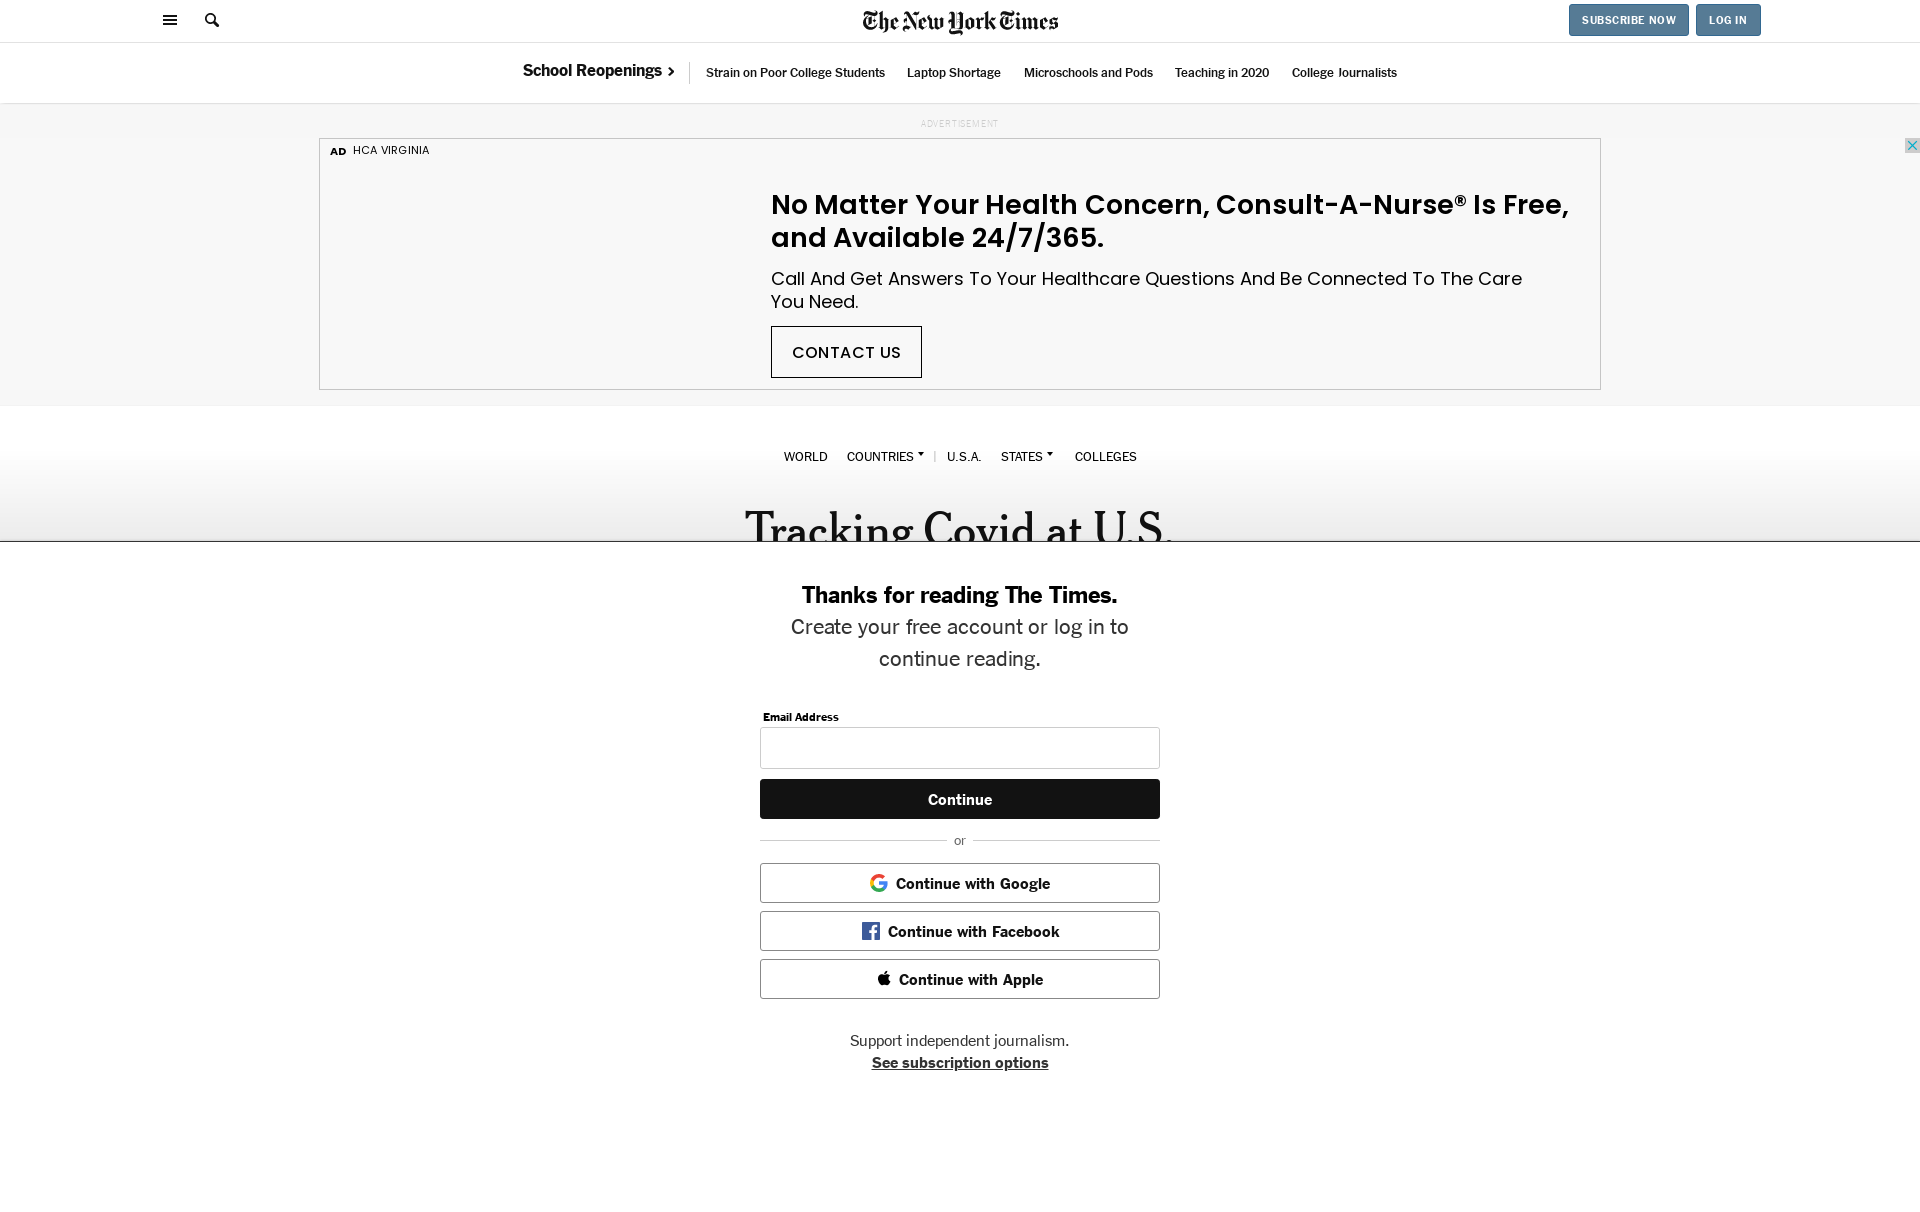 The New York Times
SUBSCRIBE NOW
LOG IN
School Reopenings
Strain on Poor College Students
Laptop Shortage
Microschools and Pods
Teaching in 2020
College Journalists
ADVERTISEMENT
AD HCA VIRGINIA
No Matter Your Health Concern, Consult-A-Nurse® Is Free,
and Available 24/7/365.
Call And Get Answers To Your Healthcare Questions And Be Connected To The Care
You Need.
CONTACT US
WORLD
COUNTRIES
U.S.A.
STATES
COLLEGES
Tracking Covid at U.S.
Thanks for reading The Times.
Create your free account or log in to
continue reading.
Email Address
Continue
or
Continue with Google
Continue with Facebook
Continue with Apple
Support independent journalism.
See subscription options